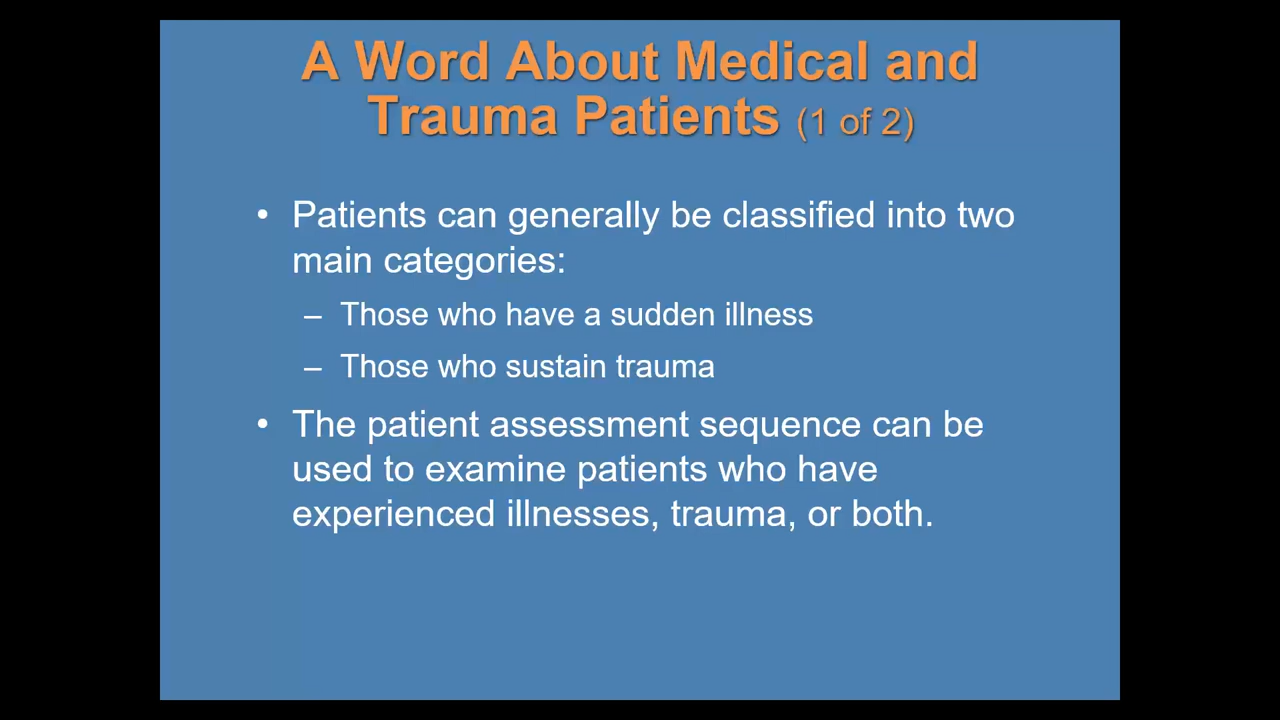 A Word About Medical and
Trauma Patients (1 of 2)
• Patients can generally be classified into two
main categories:
– Those who have a sudden illness
– Those who sustain trauma
• The patient assessment sequence can be
used to examine patients who have
experienced illnesses, trauma, or both.